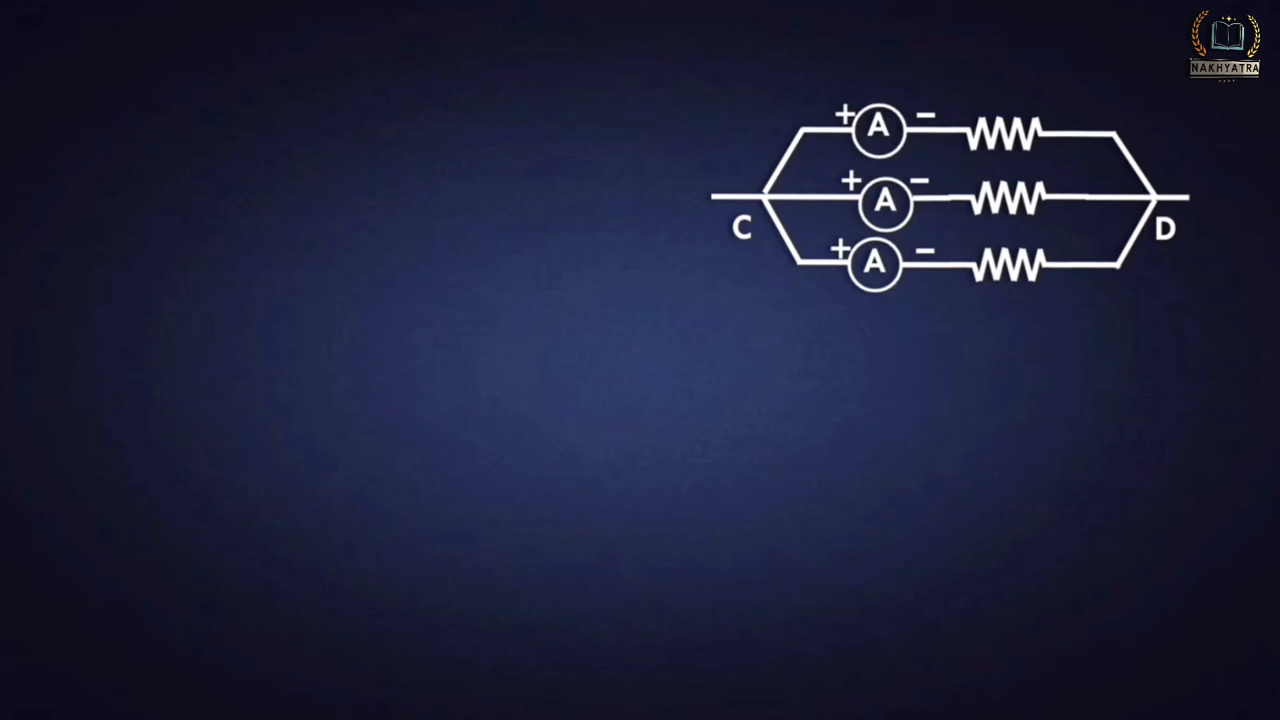 NAKHYATRA
+ A −
+ A −
C D
+ A −